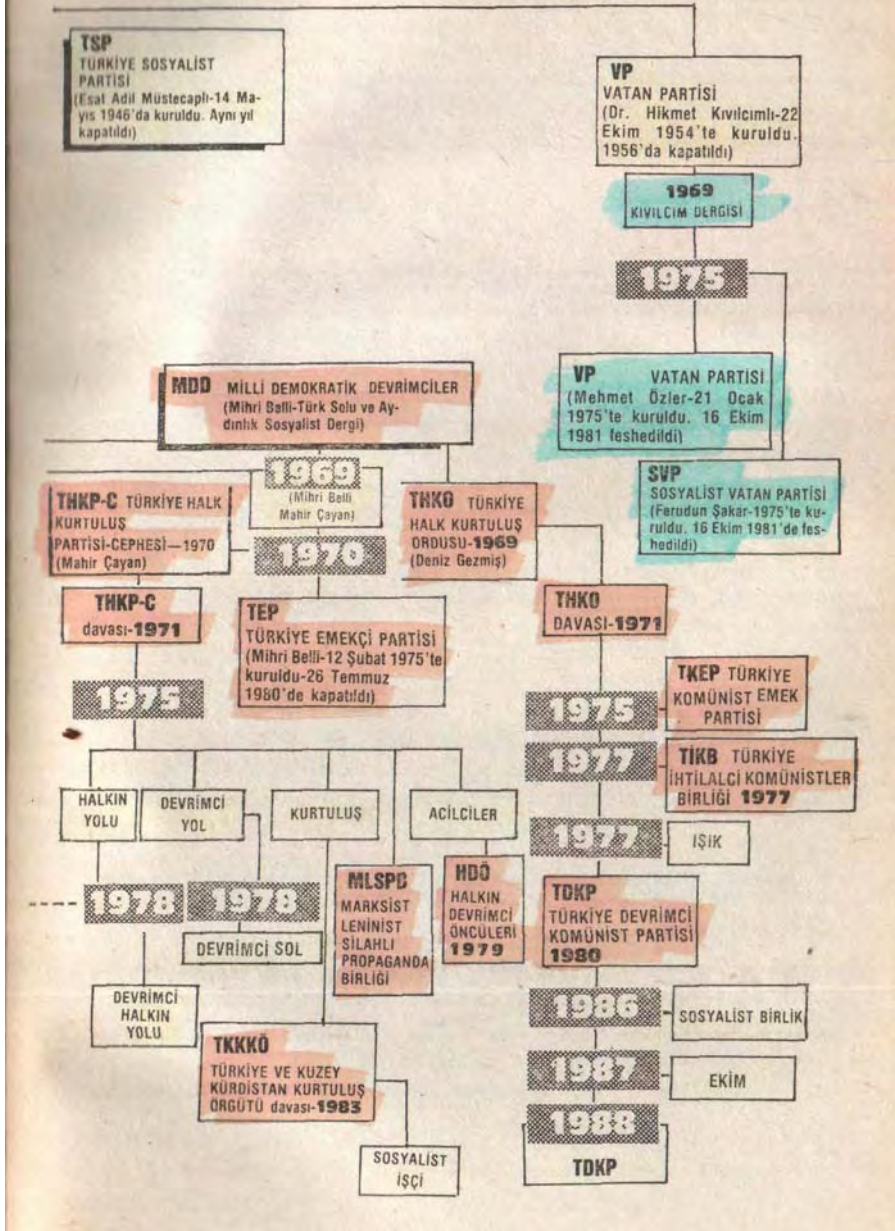 TSP
TÜRKİYE SOSYALİST
PARTİSİ
(Esat Adil Müstecaplı-14 Ma-
yıs 1946'da kuruldu. Aynı yıl
kapatıldı)
VP
VATAN PARTİSİ
(Dr. Hikmet Kıvılcımlı-22
Ekim 1954'te kuruldu.
1956'da kapatıldı)
1969
KIVILCIM DERGİSİ
1975
VP VATAN PARTİSİ
(Mehmet Özler-21 Ocak
1975'te kuruldu. 16 Ekim
1981 feshedildi)
SVP
SOSYALİST VATAN PARTİSİ
(Ferudun Şakar-1975'te ku-
ruldu. 16 Ekim 1981'de fes-
hedildi)
MDD MİLLİ DEMOKRATİK DEVRİMCİLER
(Mihri Belli-Türk Solu ve Ay-
dınlık Sosyalist Dergi)
1969
(Mihri Belli
Mahir Çayan)
THKP-C TÜRKİYE HALK
KURTULUŞ
PARTİSİ-CEPHESİ—1970
(Mahir Çayan)
THKO TÜRKİYE
HALK KURTULUŞ
ORDUSU-1969
(Deniz Gezmiş)
1970
THKP-C
davası-1971
TEP
TÜRKİYE EMEKÇİ PARTİSİ
(Mihri Belli-12 Şubat 1975'te
kuruldu-26 Temmuz
1980'de kapatıldı)
THKO
DAVASI-1971
1975
1975
TKEP TÜRKİYE
KOMÜNİST EMEK
PARTİSİ
1977
TİKB TÜRKİYE
İHTİLALCİ KOMÜNİSTLER
BİRLİĞİ 1977
HALKIN
YOLU
DEVRİMCİ
YOL
KURTULUŞ
ACİLCİLER
1977
IŞIK
1978
1978
DEVRİMCİ SOL
MLSPB
MARKSİST
LENİNİST
SİLAHLI
PROPAGANDA
BİRLİĞİ
HDÖ
HALKIN
DEVRİMCİ
ÖNCÜLERİ
1979
TDKP
TÜRKİYE DEVRİMCİ
KOMÜNİST PARTİSİ
1980
DEVRİMCİ
HALKIN
YOLU
1986
SOSYALİST BİRLİK
TKKKÖ
TÜRKİYE VE KUZEY
KÜRDİSTAN KURTULUŞ
ÖRGÜTÜ davası-1983
1987
EKİM
1988
TDKP
SOSYALİST
İŞÇİ